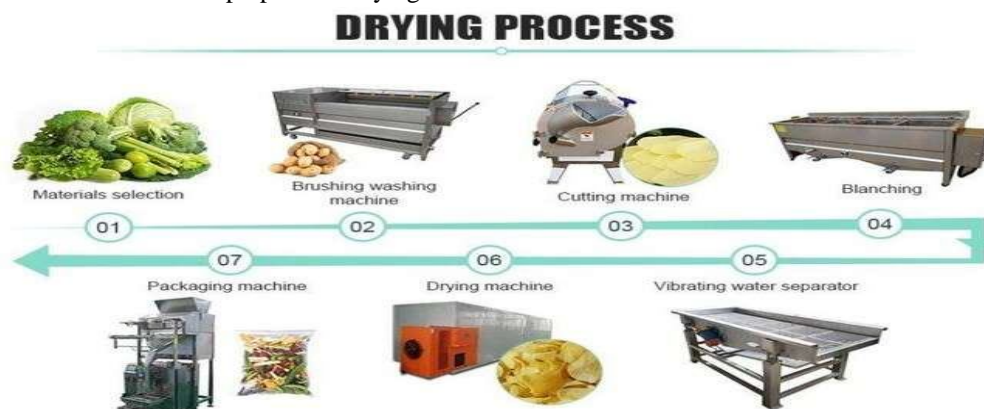 DRYING PROCESS
Materials selection
Brushing washing
machine
Cutting machine
Blanching
01
02
03
04
07
06
05
Packaging machine
Drying machine
Vibrating water separator